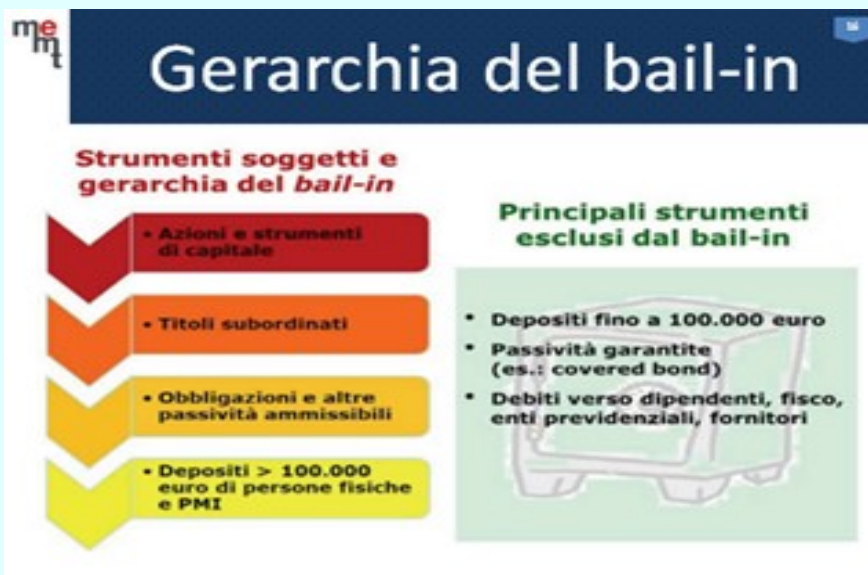 memt
Gerarchia del bail-in
Strumenti soggetti e
gerarchia del bail-in
• Azioni e strumenti
di capitale
• Titoli subordinati
• Obbligazioni e altre
passività ammissibili
• Depositi > 100.000
euro di persone fisiche
e PMI
Principali strumenti
esclusi dal bail-in
• Depositi fino a 100.000 euro
• Passività garantite
(es.: covered bond)
• Debiti verso dipendenti, fisco,
enti previdenziali, fornitori